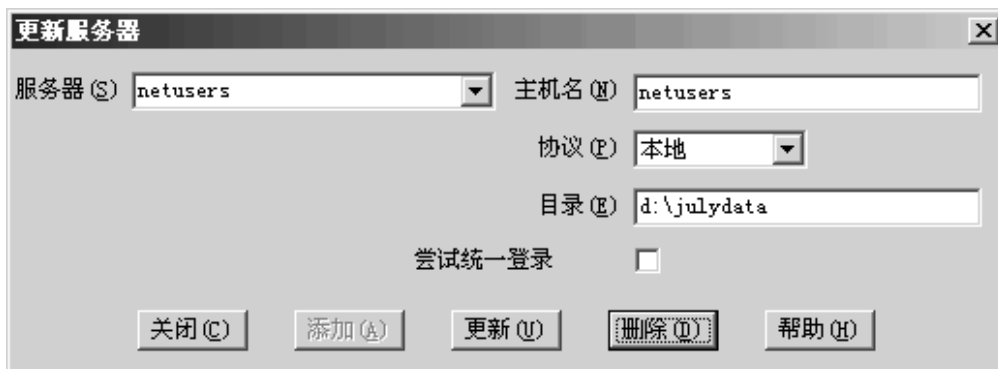 更新服务器
服务器(S) netusers 主机名(N) netusers
协议(P) 本地
目录(E) d:\julydata
尝试统一登录
关闭(C) 添加(A) 更新(U) 删除(D) 帮助(H)